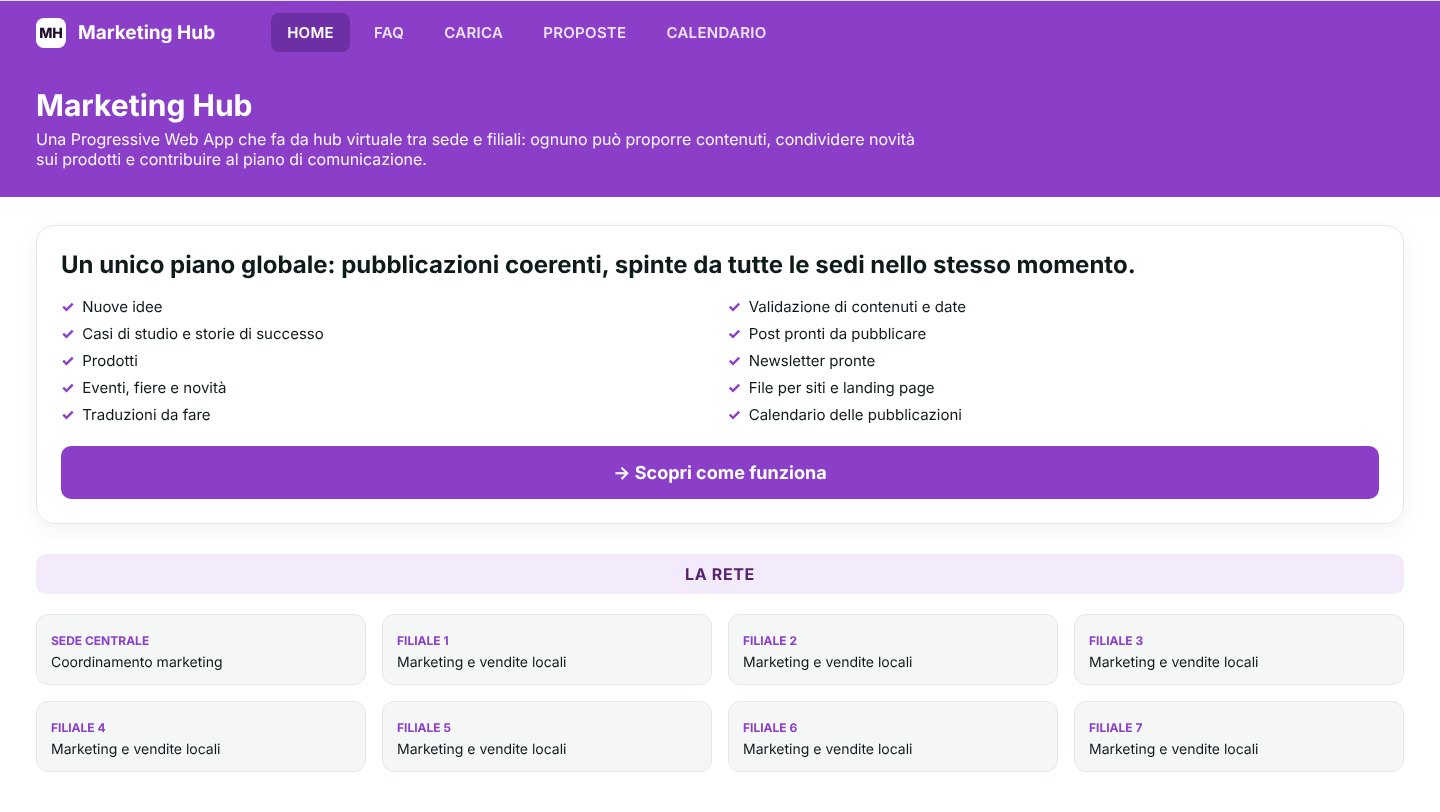 MH Marketing Hub HOME FAQ CARICA PROPOSTE CALENDARIO
Marketing Hub
Una Progressive Web App che fa da hub virtuale tra sede e filiali: ognuno può proporre contenuti, condividere novità
sui prodotti e contribuire al piano di comunicazione.
Un unico piano globale: pubblicazioni coerenti, spinte da tutte le sedi nello stesso momento.
✓ Nuove idee
✓ Casi di studio e storie di successo
✓ Prodotti
✓ Eventi, fiere e novità
✓ Traduzioni da fare
✓ Validazione di contenuti e date
✓ Post pronti da pubblicare
✓ Newsletter pronte
✓ File per siti e landing page
✓ Calendario delle pubblicazioni
→ Scopri come funziona
LA RETE
SEDE CENTRALE
Coordinamento marketing
FILIALE 1
Marketing e vendite locali
FILIALE 2
Marketing e vendite locali
FILIALE 3
Marketing e vendite locali
FILIALE 4
Marketing e vendite locali
FILIALE 5
Marketing e vendite locali
FILIALE 6
Marketing e vendite locali
FILIALE 7
Marketing e vendite locali